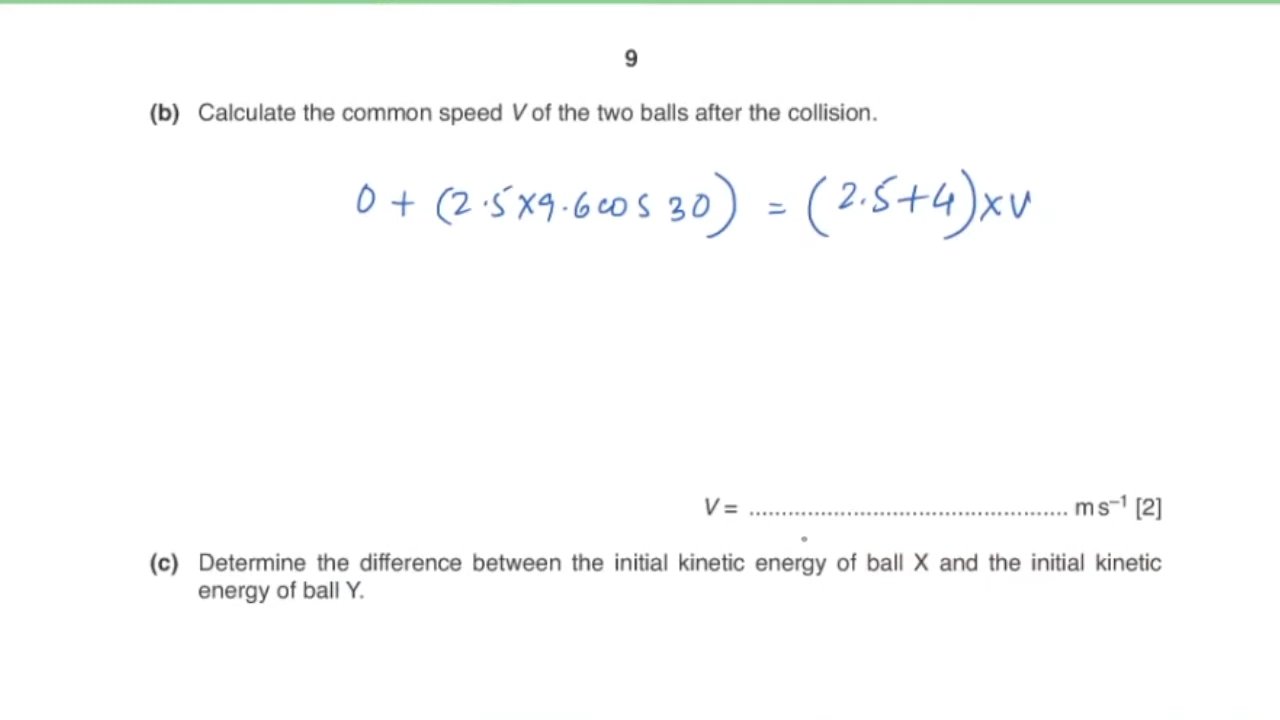 9
(b) Calculate the common speed V of the two balls after the collision.
0 + (2.5×9.6cos 30) = (2.5+4)×V
V = ................................................ m s⁻¹ [2]
(c) Determine the difference between the initial kinetic energy of ball X and the initial kinetic
energy of ball Y.